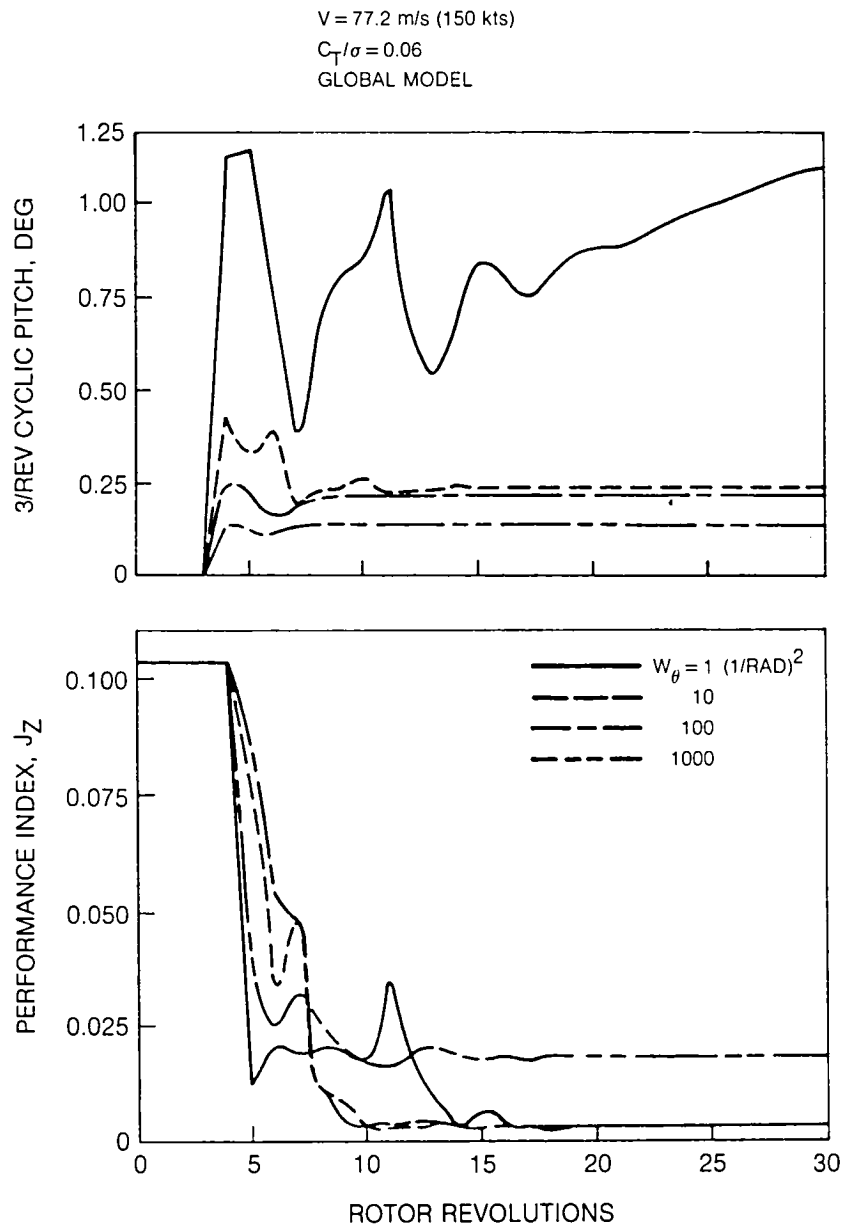 V = 77.2 m/s (150 kts)
C_T/σ = 0.06
GLOBAL MODEL
3/REV CYCLIC PITCH, DEG
1.25
1.00
0.75
0.50
0.25
0
PERFORMANCE INDEX, J_Z
0.100
0.075
0.050
0.025
0
W_θ = 1 (1/RAD)²
10
100
1000
0 5 10 15 20 25 30
ROTOR REVOLUTIONS